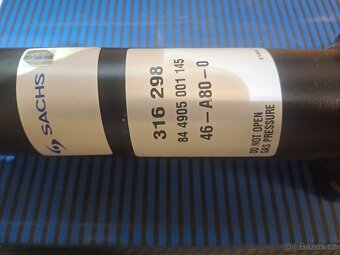 SACHS
316 298
84 4905 001 145
46-A80-0
DO NOT OPEN
GAS PRESSURE
© Bazos.cz